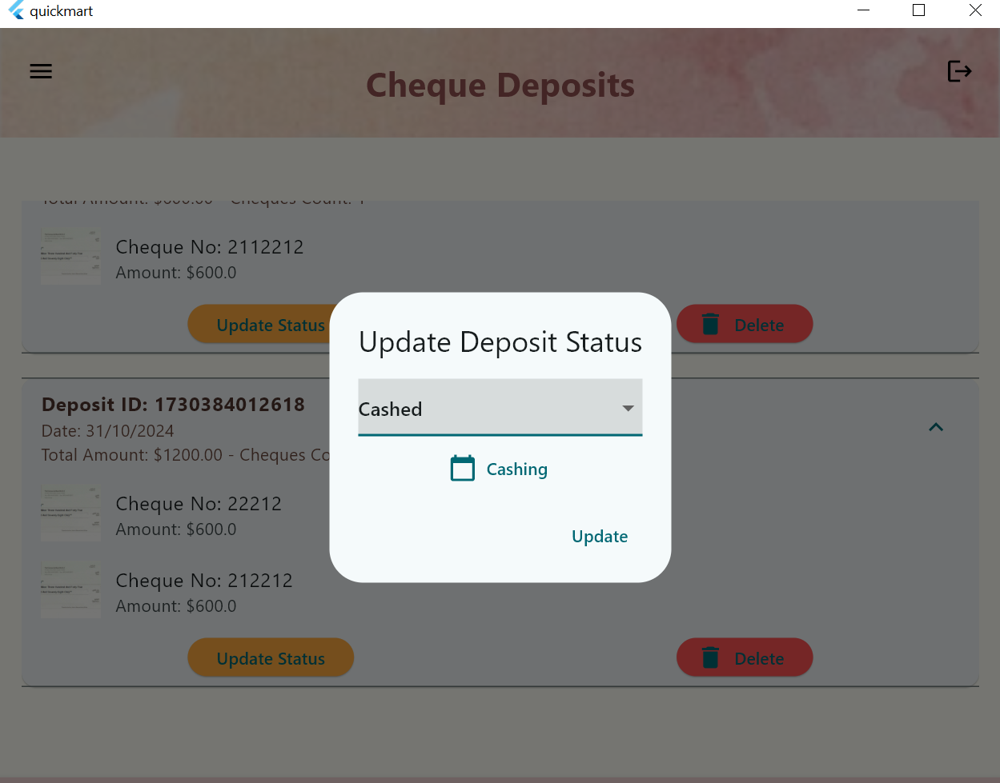 quickmart
Cheque Deposits
Total Amount: $600.00 - Cheques Count: 1
Cheque No: 2112212
Amount: $600.0
Update Status
Delete
Update Deposit Status
Cashed
Cashing
Update
Deposit ID: 1730384012618
Date: 31/10/2024
Total Amount: $1200.00 - Cheques Co
Cheque No: 22212
Amount: $600.0
Cheque No: 212212
Amount: $600.0
Update Status
Delete